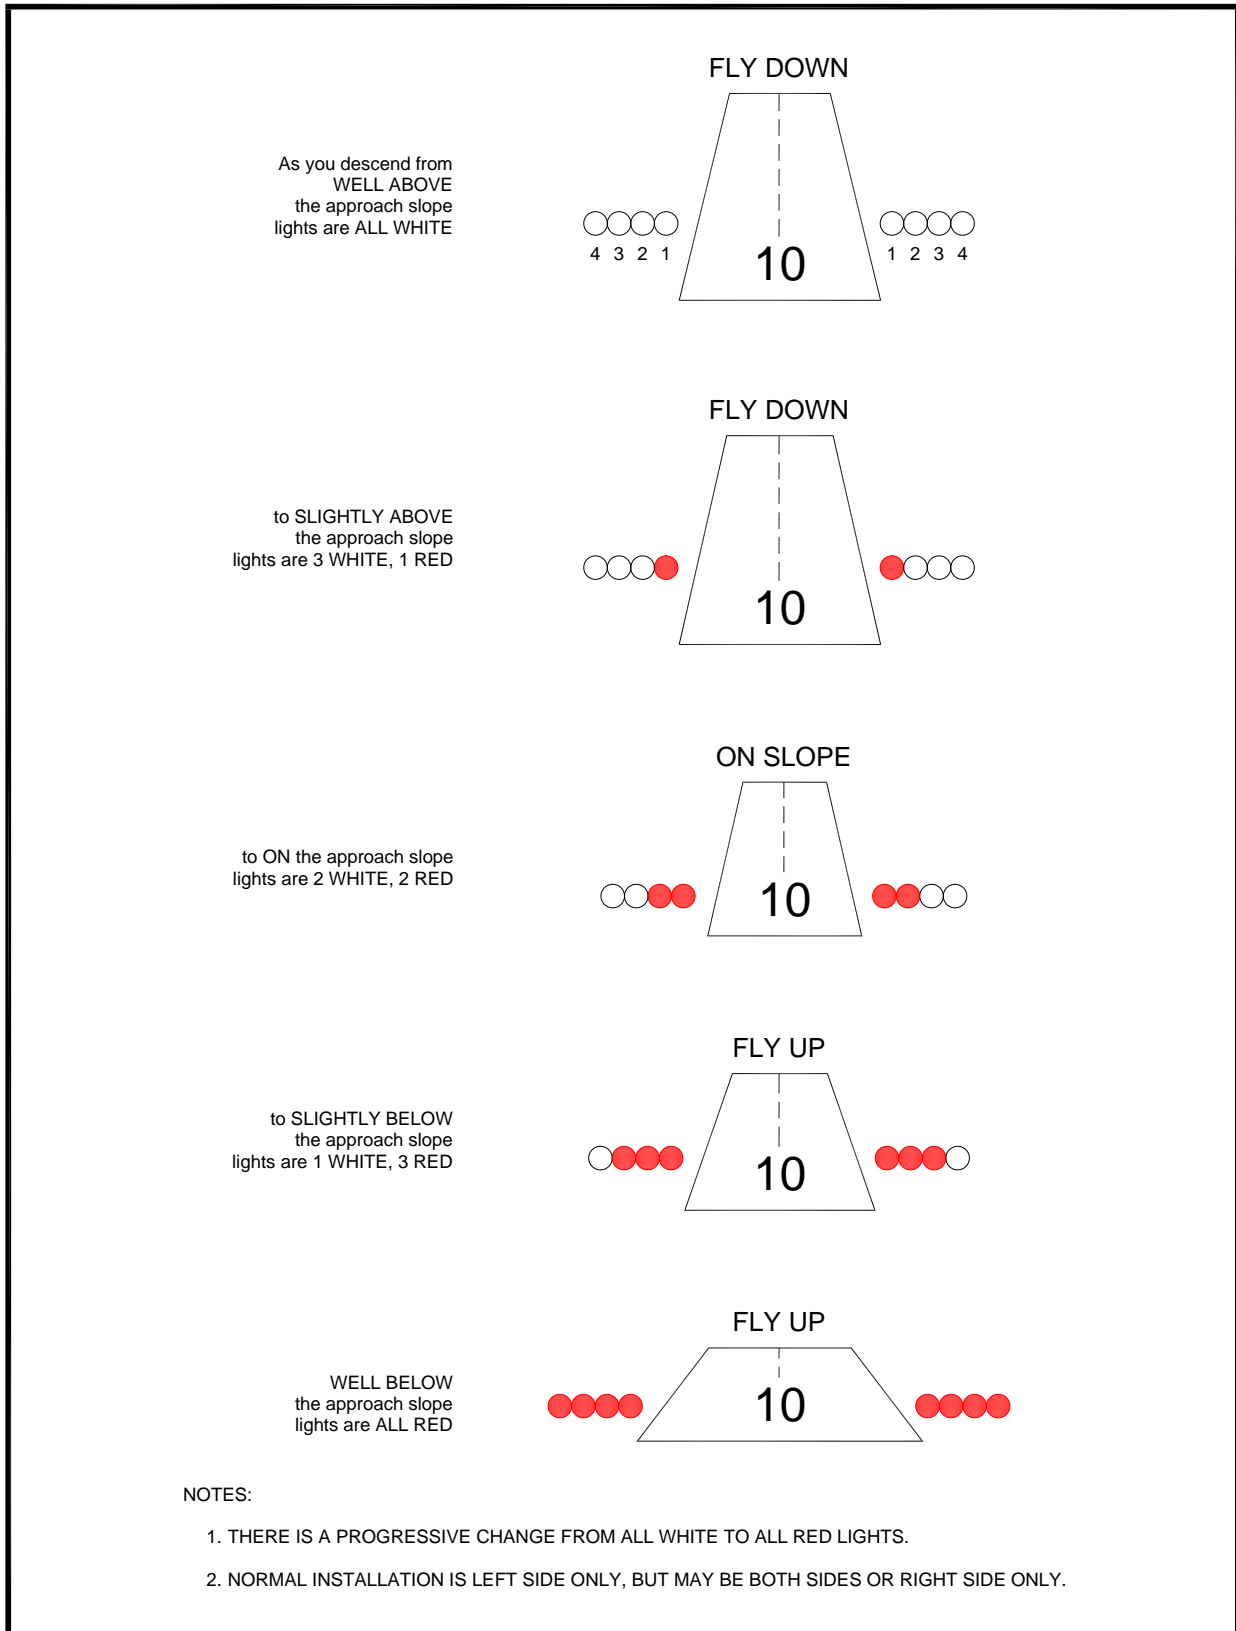 FLY DOWN
As you descend from
WELL ABOVE
the approach slope
lights are ALL WHITE
4 3 2 1
10
1 2 3 4
FLY DOWN
to SLIGHTLY ABOVE
the approach slope
lights are 3 WHITE, 1 RED
10
ON SLOPE
to ON the approach slope
lights are 2 WHITE, 2 RED
10
FLY UP
to SLIGHTLY BELOW
the approach slope
lights are 1 WHITE, 3 RED
10
FLY UP
WELL BELOW
the approach slope
lights are ALL RED
10
NOTES:
1. THERE IS A PROGRESSIVE CHANGE FROM ALL WHITE TO ALL RED LIGHTS.
2. NORMAL INSTALLATION IS LEFT SIDE ONLY, BUT MAY BE BOTH SIDES OR RIGHT SIDE ONLY.